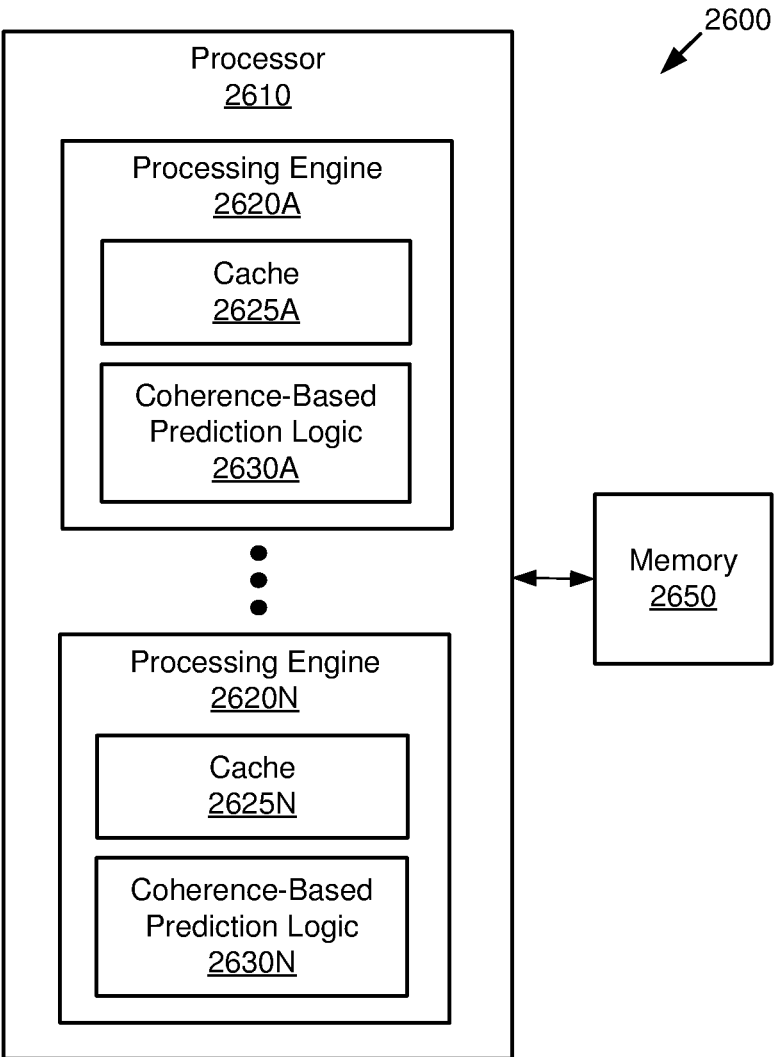 2600
Processor
2610
Processing Engine
2620A
Cache
2625A
Coherence-Based
Prediction Logic
2630A
Memory
2650
Processing Engine
2620N
Cache
2625N
Coherence-Based
Prediction Logic
2630N